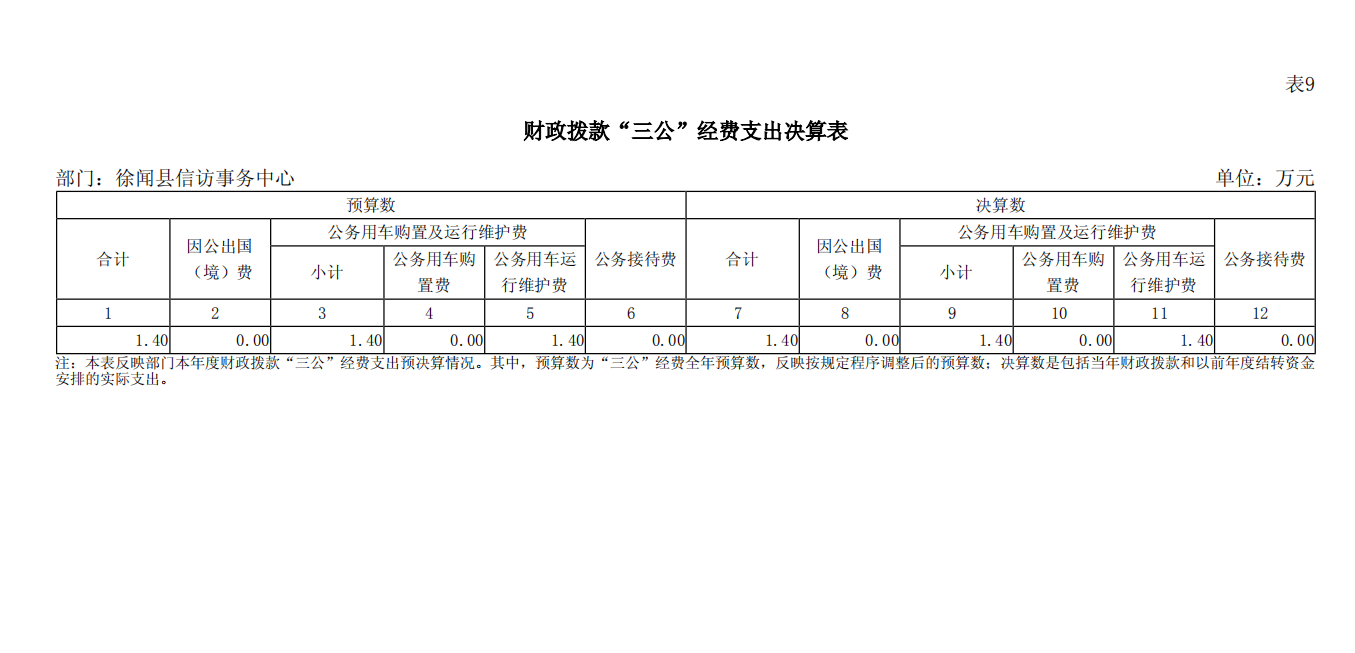 表9
财政拨款“三公”经费支出决算表
部门：徐闻县信访事务中心 单位：万元
预算数 决算数
合计 因公出国（境）费 公务用车购置及运行维护费 公务接待费 合计 因公出国（境）费 公务用车购置及运行维护费 公务接待费
小计 公务用车购置费 公务用车运行维护费 小计 公务用车购置费 公务用车运行维护费
1 2 3 4 5 6 7 8 9 10 11 12
1.40 0.00 1.40 0.00 1.40 0.00 1.40 0.00 1.40 0.00 1.40 0.00
注：本表反映部门本年度财政拨款“三公”经费支出预决算情况。其中，预算数为“三公”经费全年预算数，反映按规定程序调整后的预算数；决算数是包括当年财政拨款和以前年度结转资金
安排的实际支出。